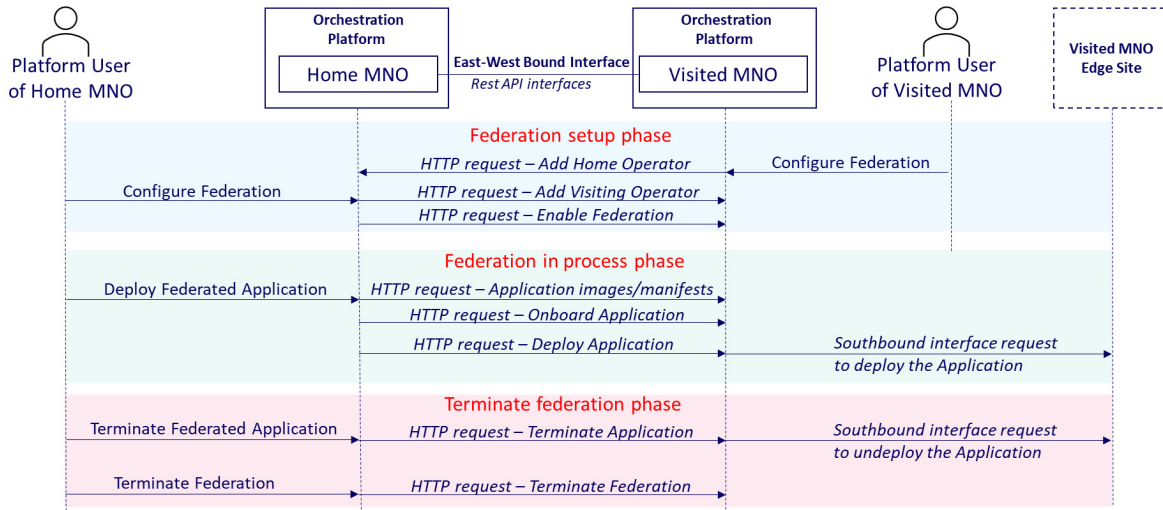 Platform User
of Home MNO
Orchestration
Platform
Home MNO
East-West Bound Interface
Rest API interfaces
Orchestration
Platform
Visited MNO
Platform User
of Visited MNO
Visited MNO
Edge Site
Federation setup phase
HTTP request – Add Home Operator
Configure Federation
Configure Federation
HTTP request – Add Visiting Operator
HTTP request – Enable Federation
Federation in process phase
Deploy Federated Application
HTTP request – Application images/manifests
HTTP request – Onboard Application
HTTP request – Deploy Application
Southbound interface request
to deploy the Application
Terminate federation phase
Terminate Federated Application
HTTP request – Terminate Application
Southbound interface request
to undeploy the Application
Terminate Federation
HTTP request – Terminate Federation